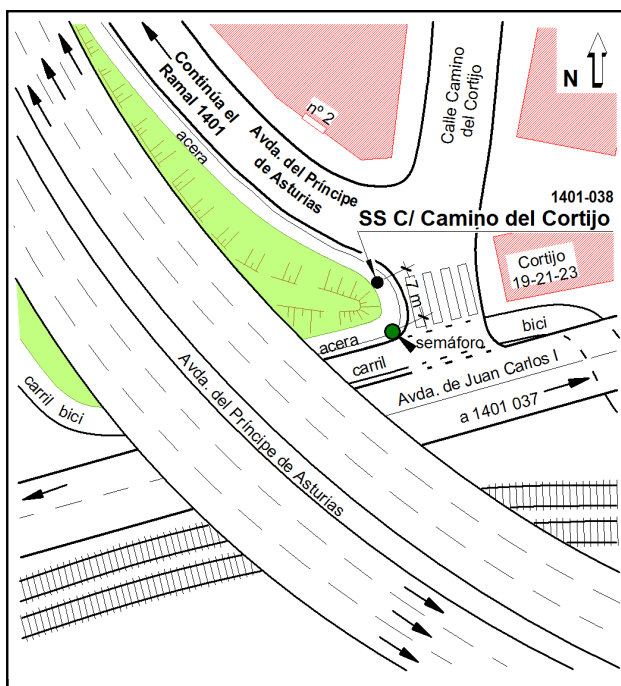 Continúa el
Ramal 1401
Avda. del Príncipe
de Asturias
acera
nº 2
Calle Camino
del Cortijo
N
1401-038
SS C/ Camino del Cortijo
Cortijo
19-21-23
7 m
semáforo
acera
carril
bici
Avda. de Juan Carlos I
a 1401 037
carril bici
Avda. del Príncipe de Asturias